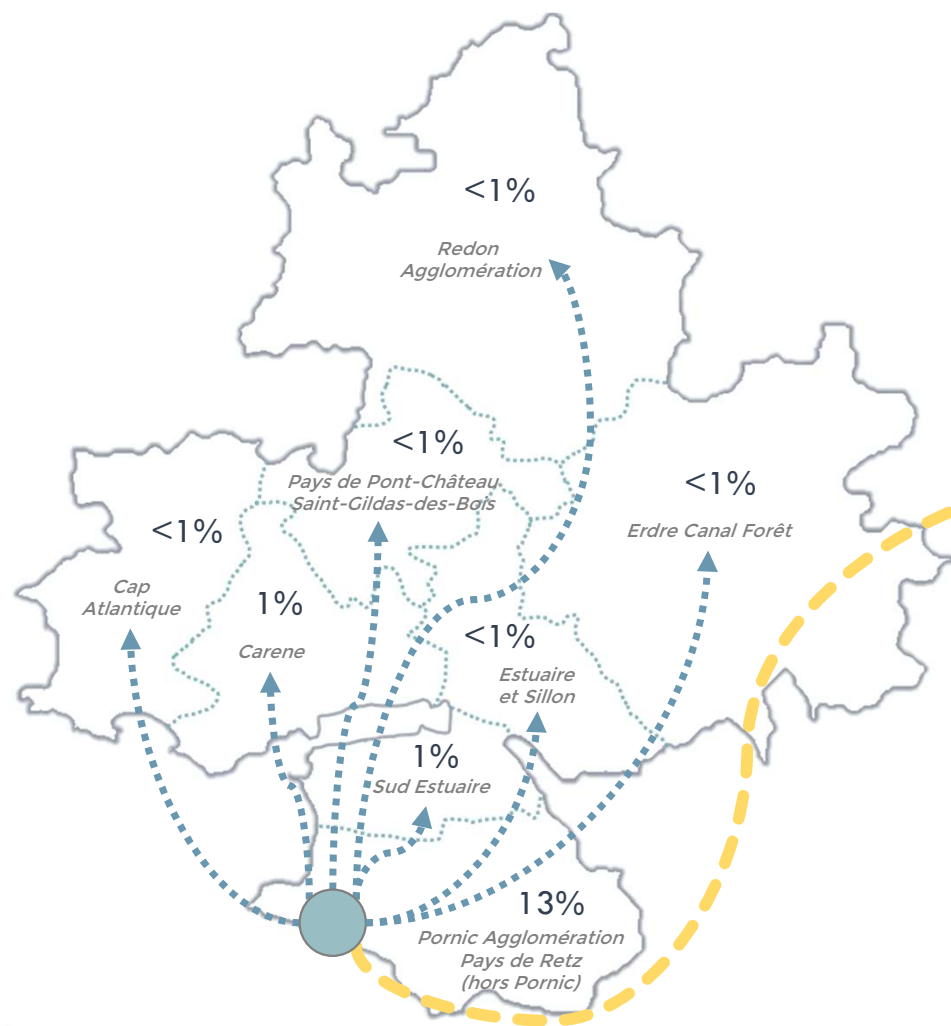 <1%
Redon
Agglomération
<1%
Pays de Pont-Château
Saint-Gildas-des-Bois
<1%
Erdre Canal Forêt
<1%
Cap
Atlantique
1%
Carene
<1%
Estuaire
et Sillon
1%
Sud Estuaire
13%
Pornic Agglomération
Pays de Retz
(hors Pornic)